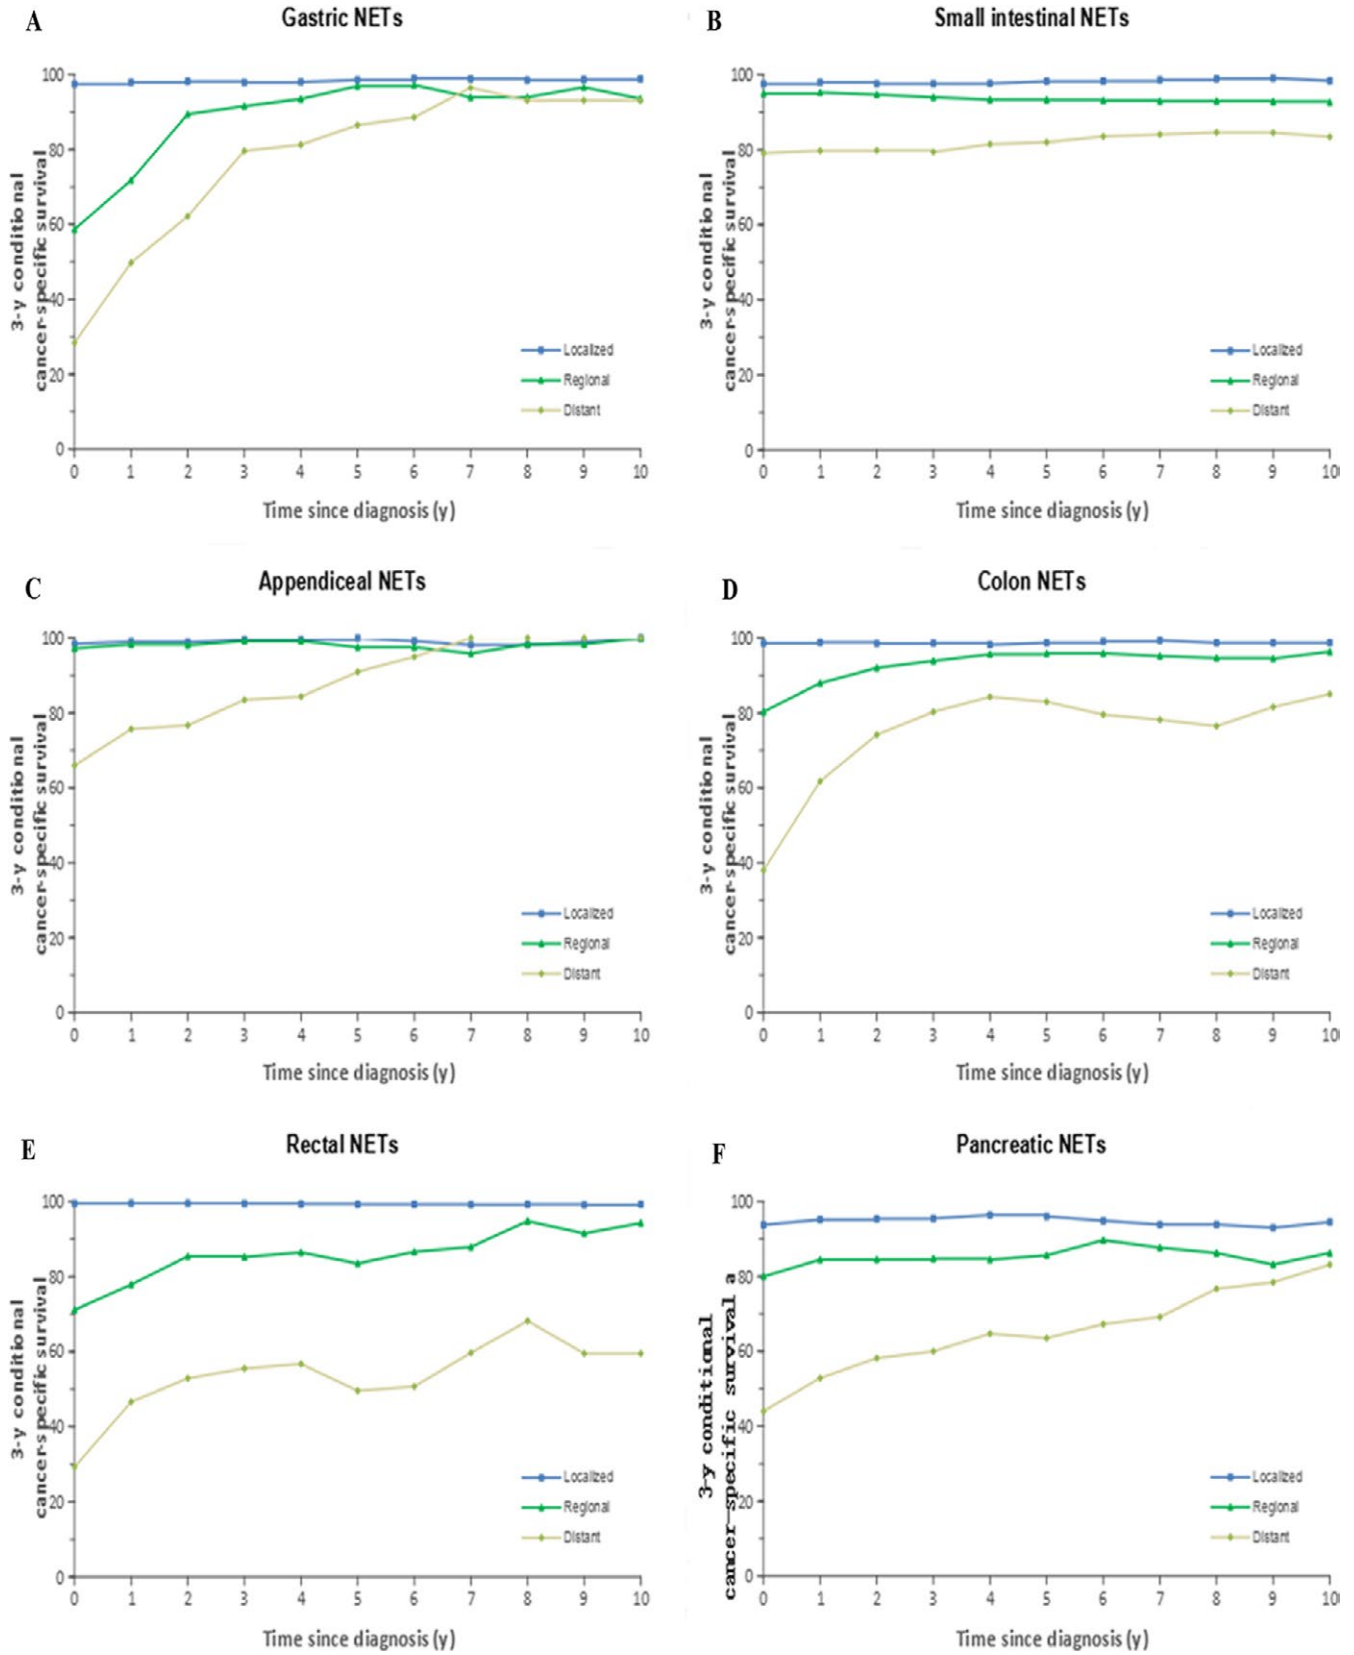 A
Gastric NETs
3-y conditional
cancer-specific survival
100
80
60
40
20
0
0 1 2 3 4 5 6 7 8 9 10
Localized
Regional
Distant
Time since diagnosis (y)
B
Small intestinal NETs
3-y conditional
cancer-specific survival
100
80
60
40
20
0
0 1 2 3 4 5 6 7 8 9 10
Localized
Regional
Distant
Time since diagnosis (y)
C
Appendiceal NETs
3-y conditional
cancer-specific survival
100
80
60
40
20
0
0 1 2 3 4 5 6 7 8 9 10
Localized
Regional
Distant
Time since diagnosis (y)
D
Colon NETs
3-y conditional
cancer-specific survival
100
80
60
40
20
0
0 1 2 3 4 5 6 7 8 9 10
Localized
Regional
Distant
Time since diagnosis (y)
E
Rectal NETs
3-y conditional
cancer-specific survival
100
80
60
40
20
0
0 1 2 3 4 5 6 7 8 9 10
Localized
Regional
Distant
Time since diagnosis (y)
F
Pancreatic NETs
3-y conditional
cancer-specific survival a
100
80
60
40
20
0
0 1 2 3 4 5 6 7 8 9 10
Localized
Regional
Distant
Time since diagnosis (y)